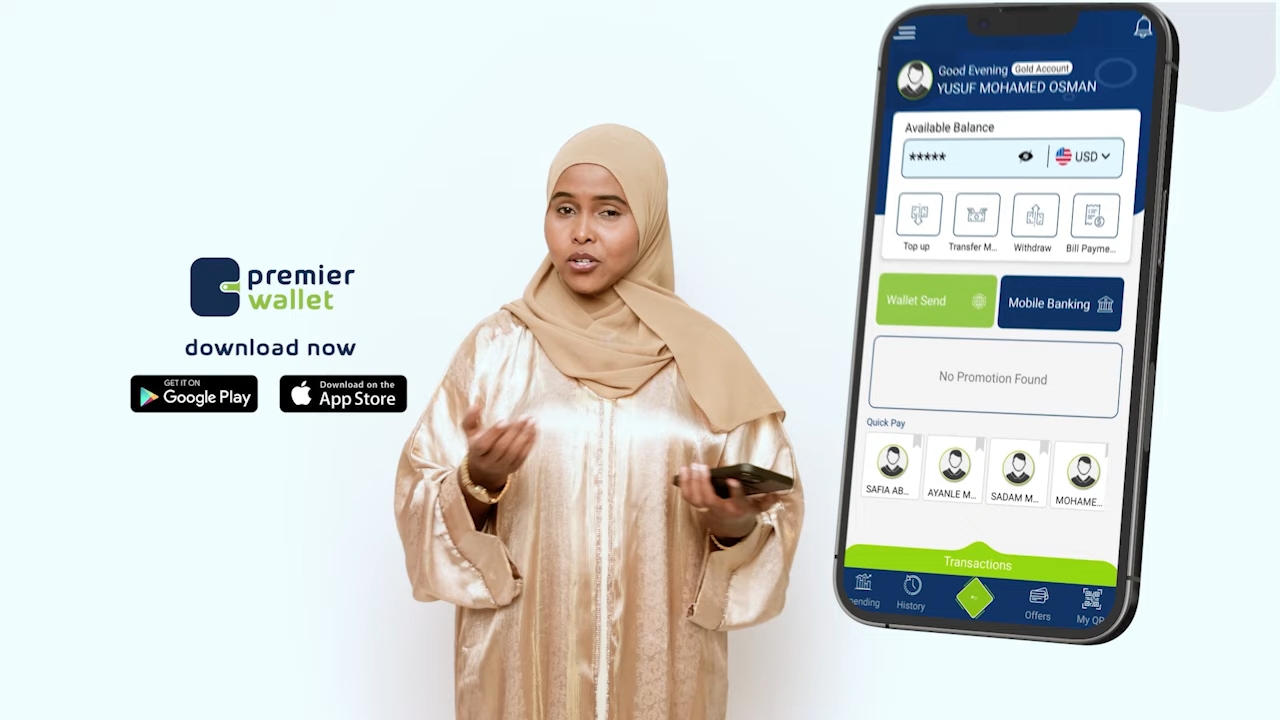 premier
wallet
download now
GET IT ON
Google Play
Download on the
App Store
Good Evening Gold Account
YUSUF MOHAMED OSMAN
Available Balance
***** USD
Top up Transfer M... Withdraw Bill Payme...
Wallet Send Mobile Banking
No Promotion Found
Quick Pay
SAFIA AB... AYANLE M... SADAM M... MOHAME...
Transactions
pending History Offers My QR